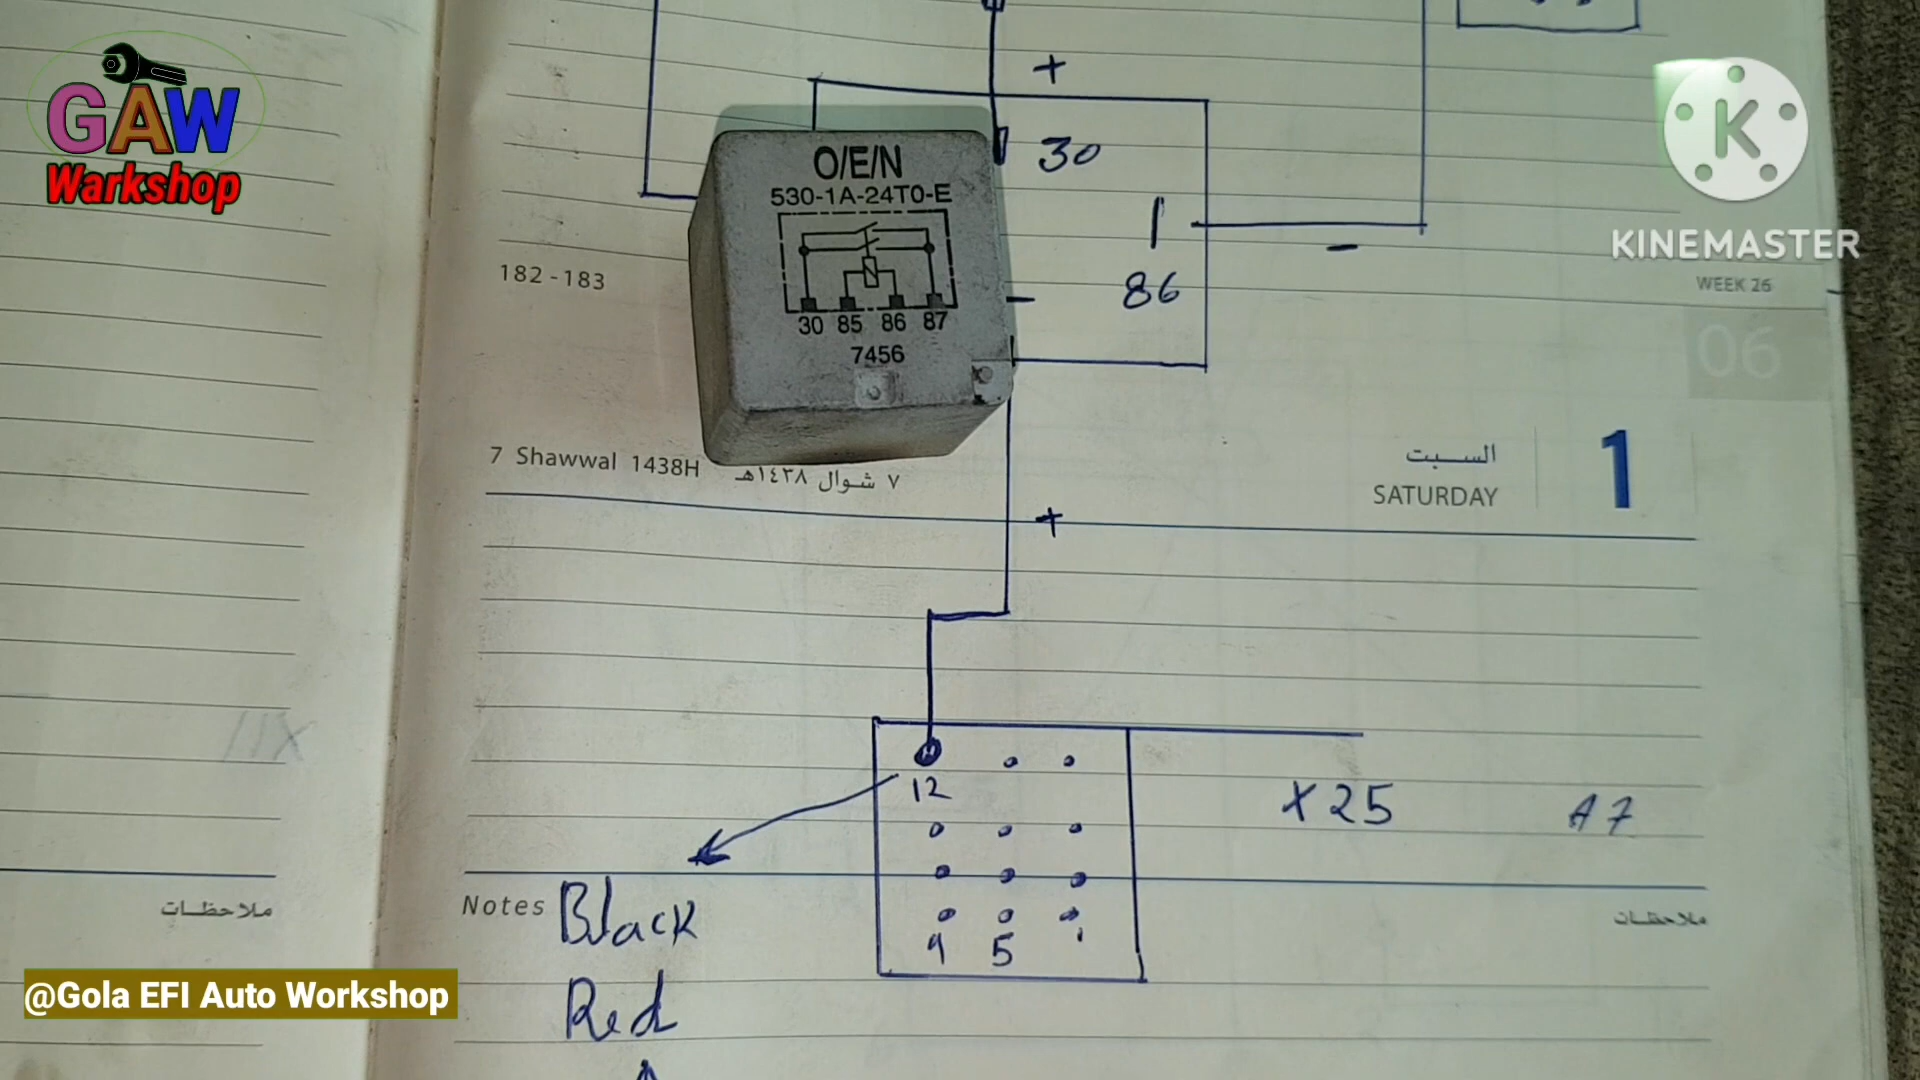 GAW
Warkshop
+
30
1
86
-
-
O/E/N
530-1A-24T0-E
30 85 86 87
7456
KINEMASTER
WEEK 26
06
182 - 183
7 Shawwal 1438H
٧ شوال ١٤٣٨هـ
السبت
SATURDAY
1
+
12
X25
A7
9 5
ملاحظات
Notes
ملاحظات
Black
Red
@Gola EFI Auto Workshop